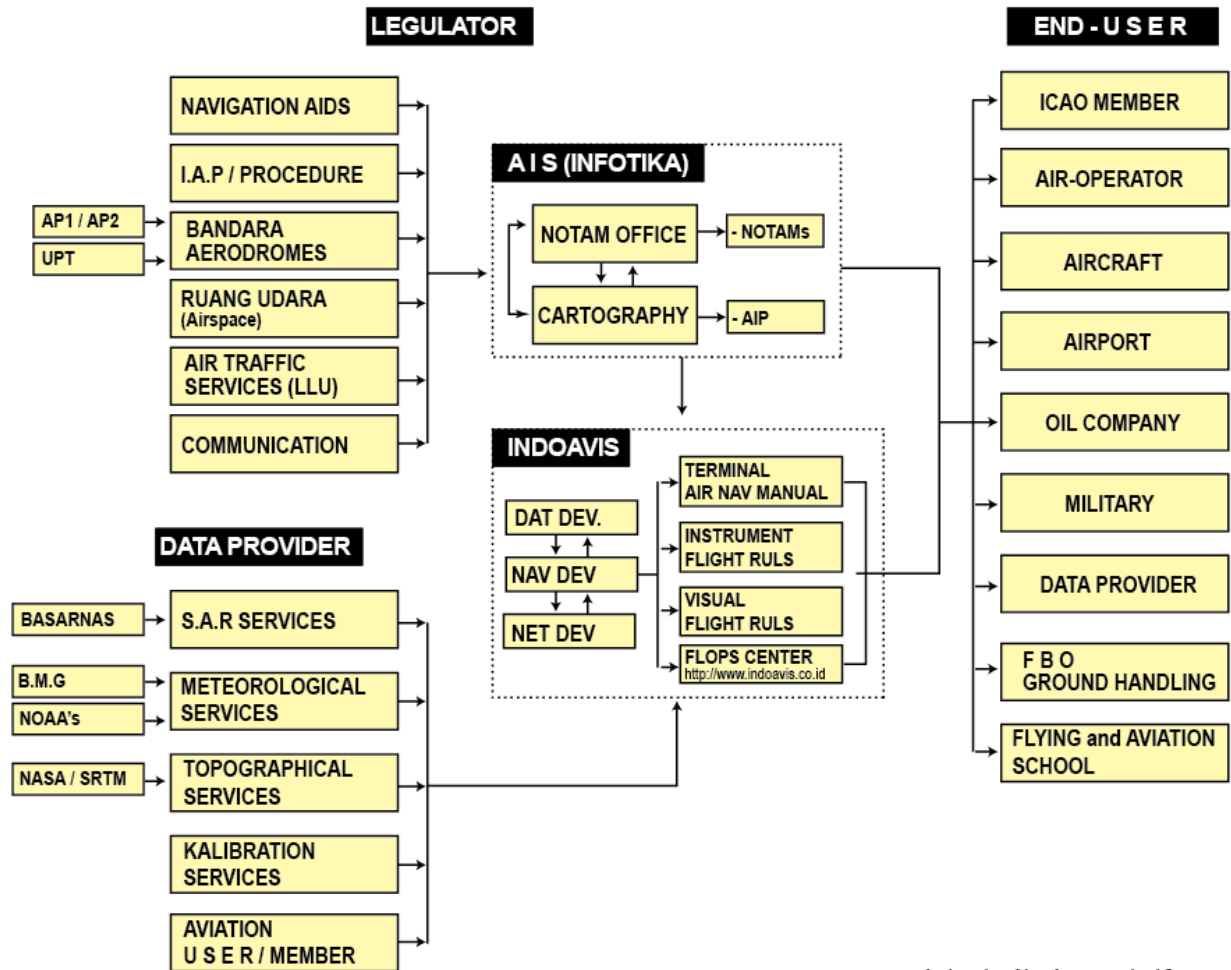 LEGULATOR
NAVIGATION AIDS
I.A.P / PROCEDURE
AP1 / AP2
UPT
BANDARA
AERODROMES
RUANG UDARA
(Airspace)
AIR TRAFFIC
SERVICES (LLU)
COMMUNICATION
A I S (INFOTIKA)
NOTAM OFFICE
- NOTAMs
CARTOGRAPHY
- AIP
INDOAVIS
DAT DEV.
NAV DEV
NET DEV
TERMINAL
AIR NAV MANUAL
INSTRUMENT
FLIGHT RULS
VISUAL
FLIGHT RULS
FLOPS CENTER
http://www.indoavis.co.id
DATA PROVIDER
BASARNAS
S.A.R SERVICES
B.M.G
NOAA's
METEOROLOGICAL
SERVICES
NASA / SRTM
TOPOGRAPHICAL
SERVICES
KALIBRATION
SERVICES
AVIATION
U S E R / MEMBER
END - U S E R
ICAO MEMBER
AIR-OPERATOR
AIRCRAFT
AIRPORT
OIL COMPANY
MILITARY
DATA PROVIDER
F B O
GROUND HANDLING
FLYING and AVIATION
SCHOOL